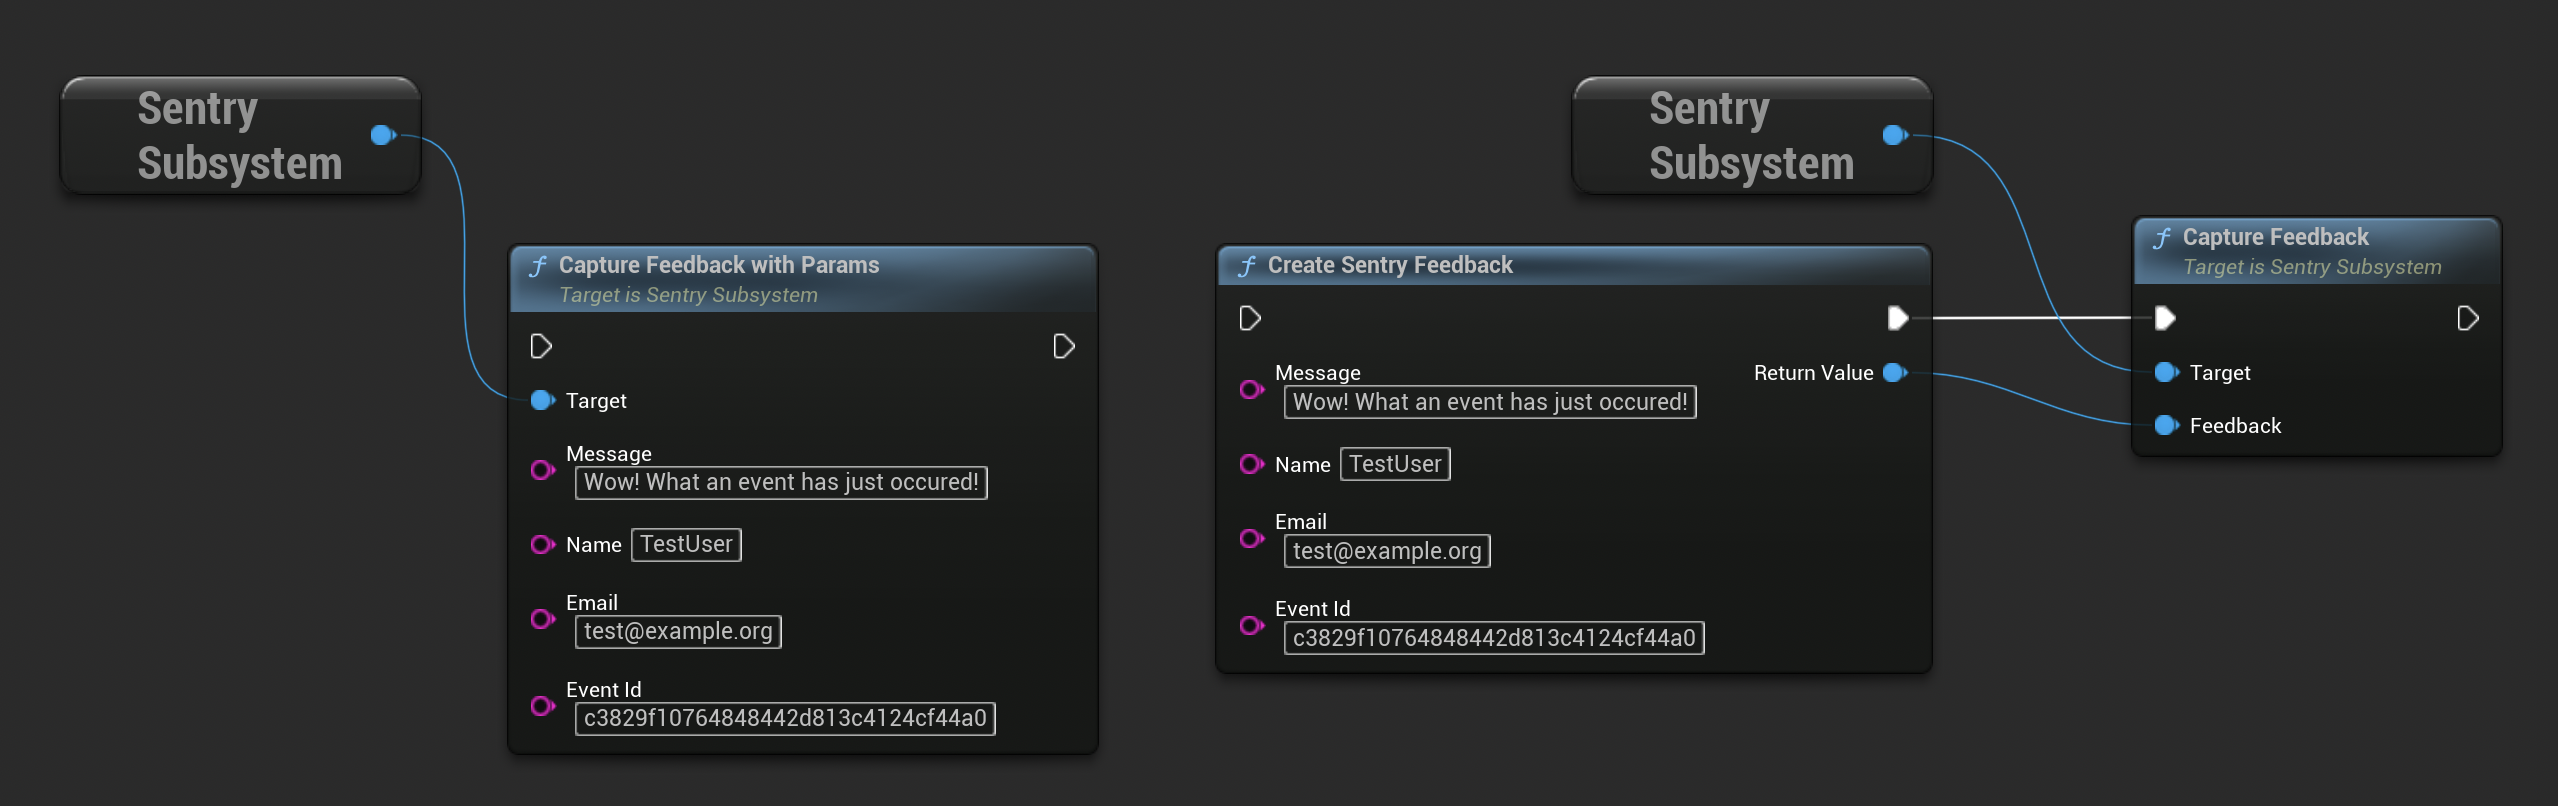 Sentry
Subsystem
Capture Feedback with Params
Target is Sentry Subsystem
Target
Message
Wow! What an event has just occured!
Name TestUser
Email
test@example.org
Event Id
c3829f10764848442d813c4124cf44a0
Sentry
Subsystem
Create Sentry Feedback
Message
Return Value
Wow! What an event has just occured!
Name TestUser
Email
test@example.org
Event Id
c3829f10764848442d813c4124cf44a0
Capture Feedback
Target is Sentry Subsystem
Target
Feedback